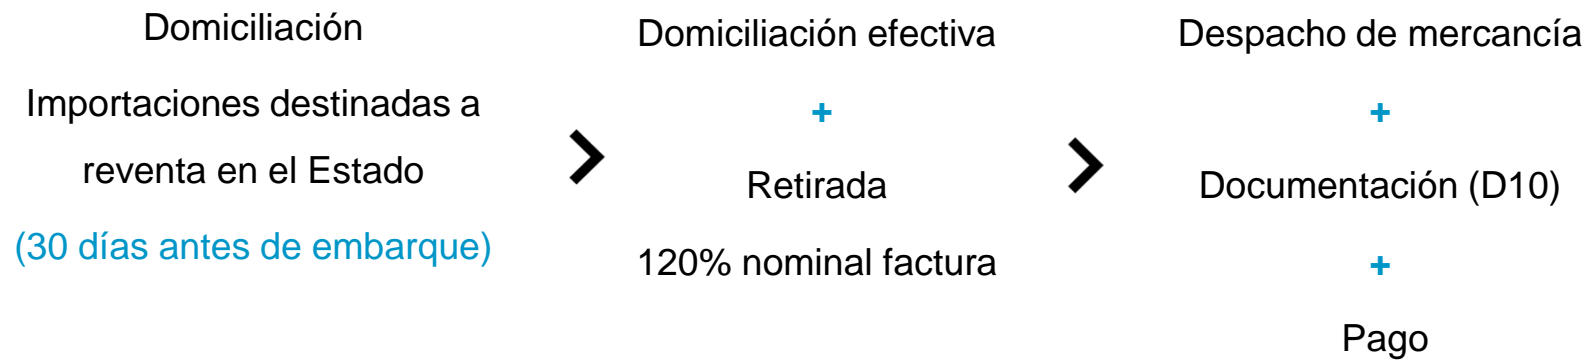 Domiciliación
Importaciones destinadas a
reventa en el Estado
(30 días antes de embarque)
Domiciliación efectiva
+
Retirada
120% nominal factura
Despacho de mercancía
+
Documentación (D10)
+
Pago